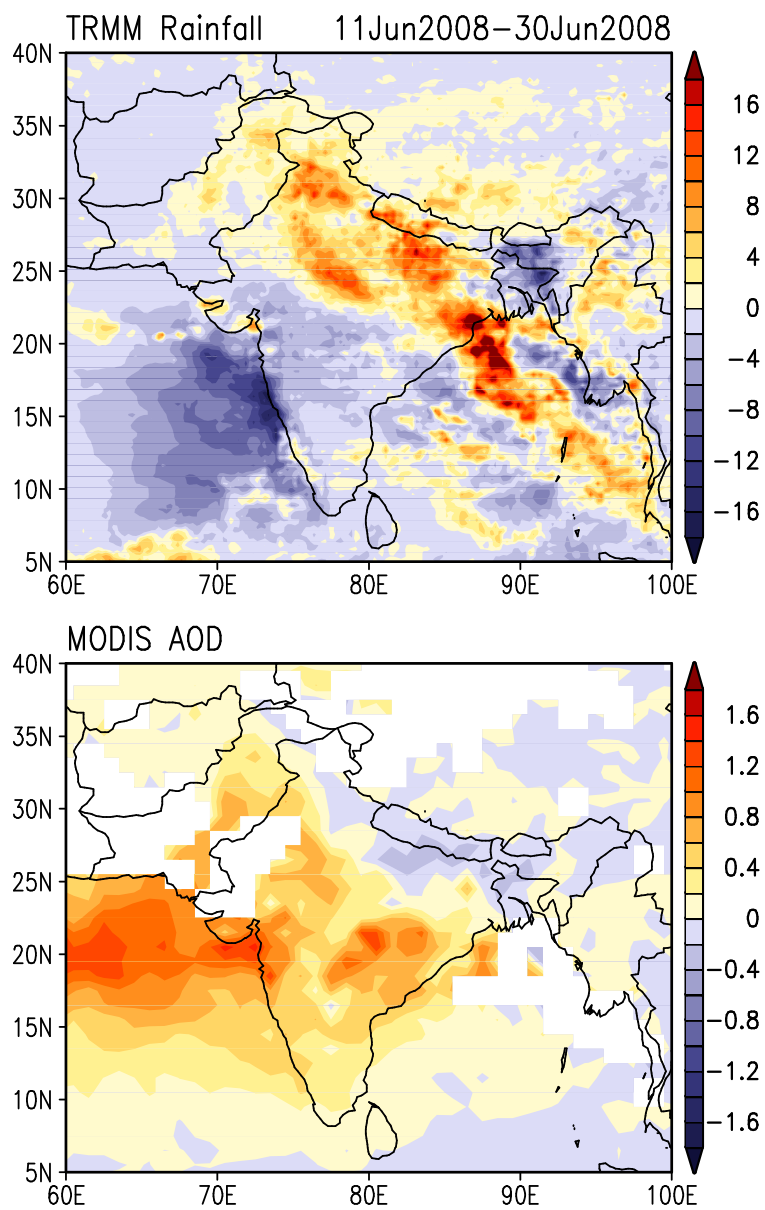 TRMM Rainfall 11Jun2008−30Jun2008
40N
35N
30N
25N
20N
15N
10N
5N
60E 70E 80E 90E 100E
16
12
8
4
0
−4
−8
−12
−16
MODIS AOD
40N
35N
30N
25N
20N
15N
10N
5N
60E 70E 80E 90E 100E
1.6
1.2
0.8
0.4
0
−0.4
−0.8
−1.2
−1.6